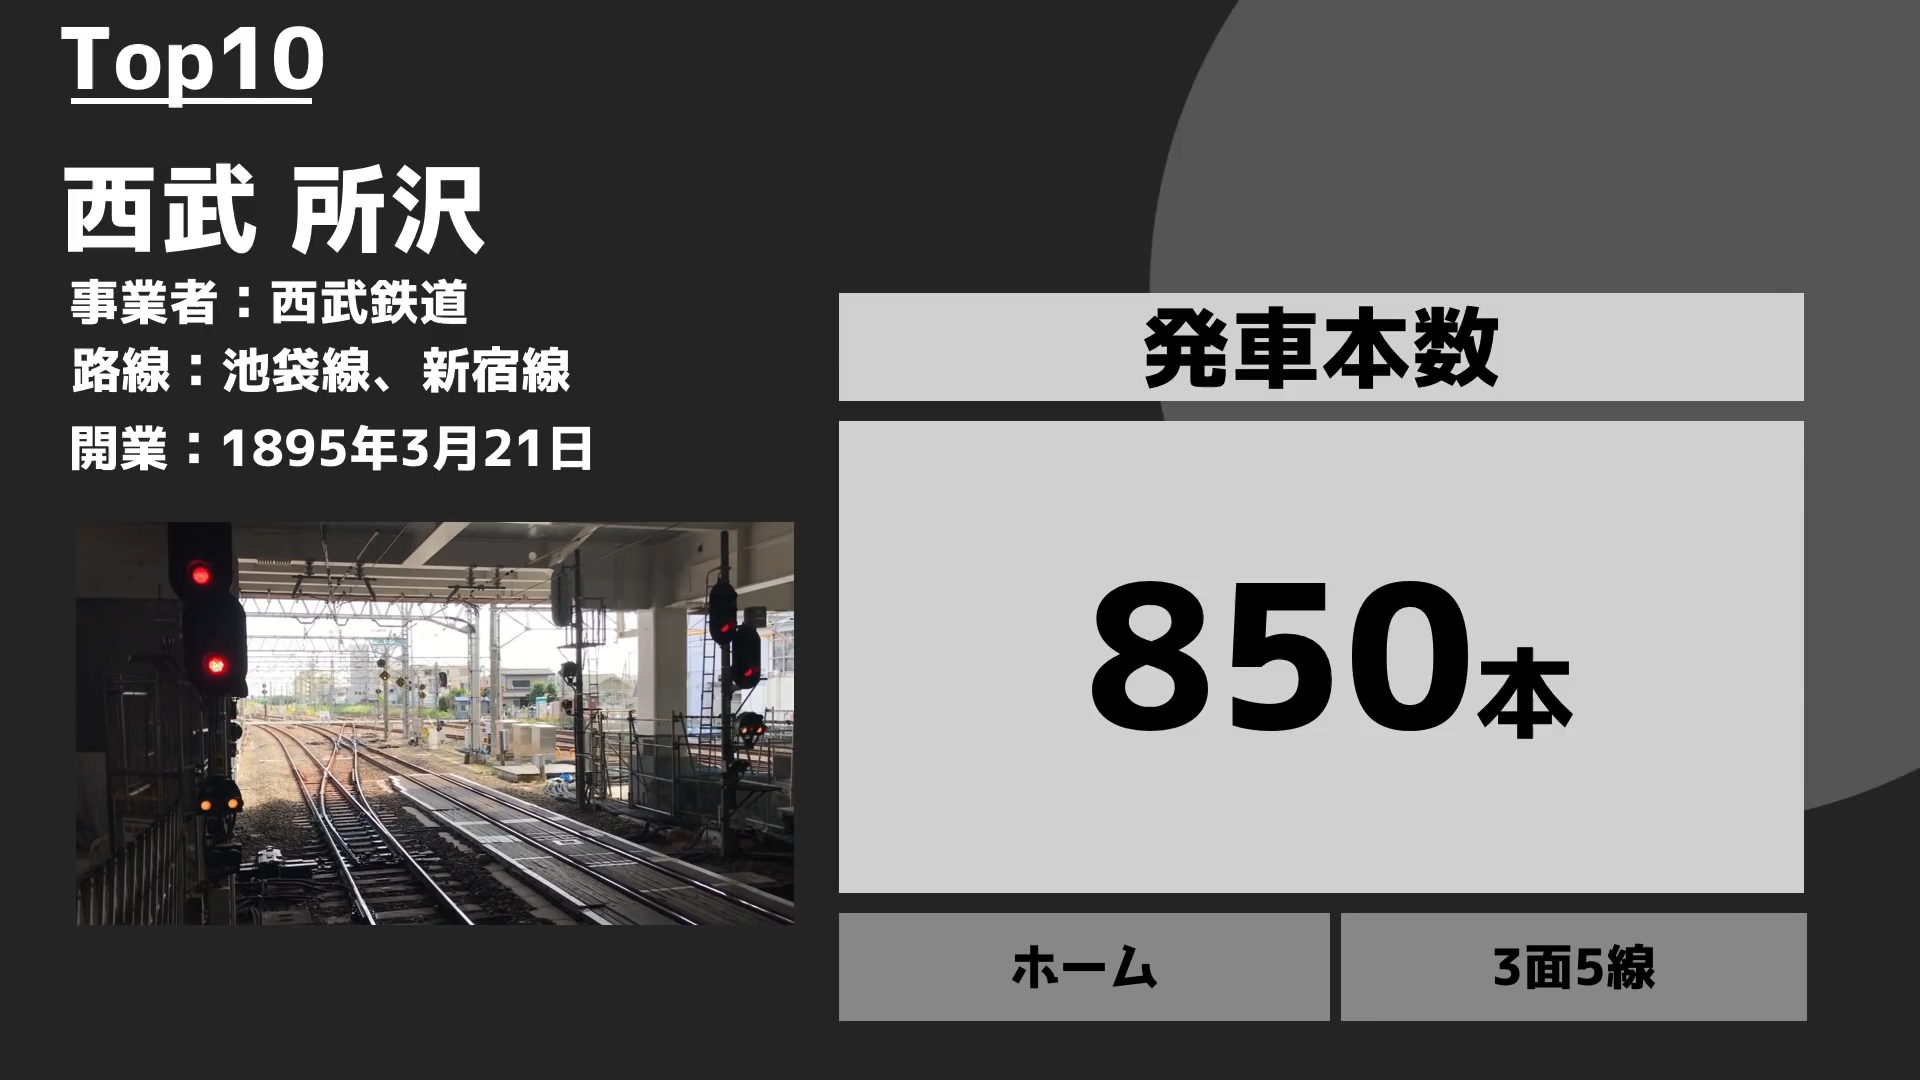 Top10
西武 所沢
事業者：西武鉄道
路線：池袋線、新宿線
開業：1895年3月21日
発車本数
850本
ホーム
3面5線